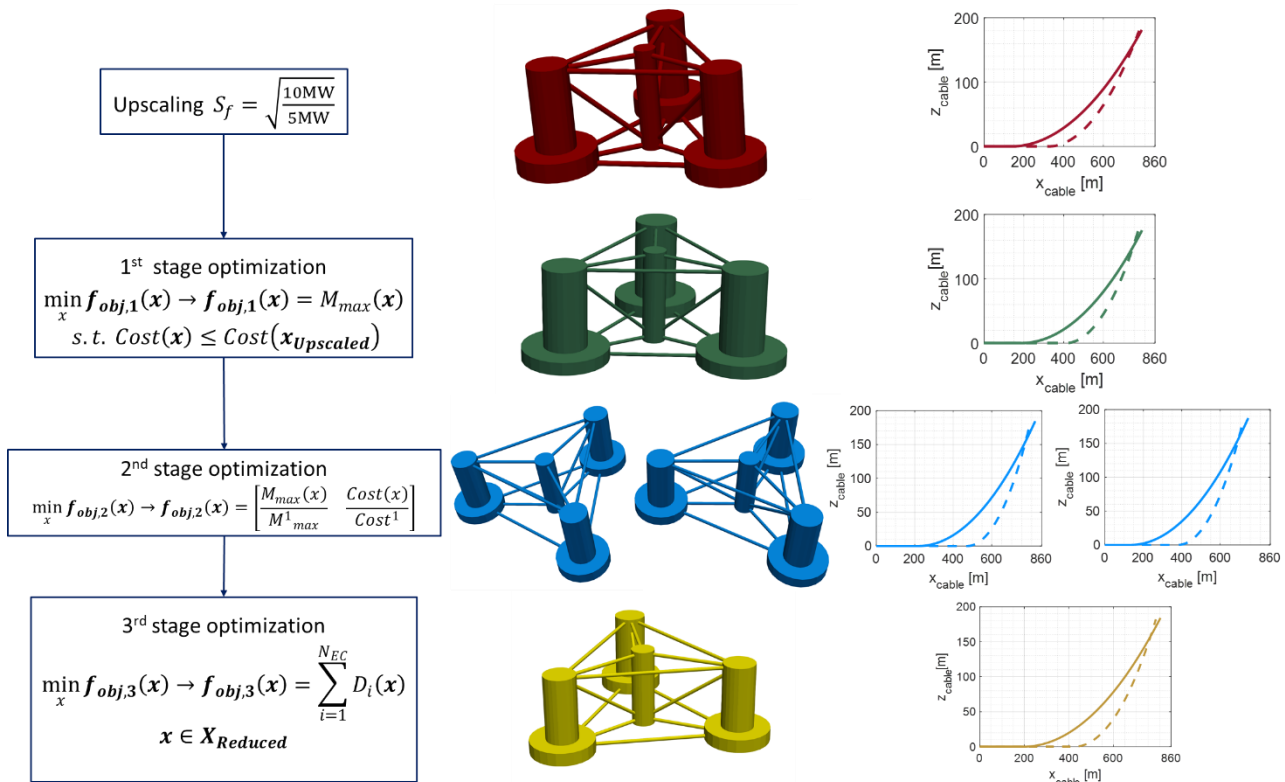 Upscaling S_f = √(10MW/5MW)
1st stage optimization
min_x f_obj,1(x) → f_obj,1(x) = M_max(x)
s.t. Cost(x) ≤ Cost(x_Upscaled)
2nd stage optimization
min_x f_obj,2(x) → f_obj,2(x) = [M_max(x)/M^1_max Cost(x)/Cost^1]
3rd stage optimization
min_x f_obj,3(x) → f_obj,3(x) = ∑_{i=1}^{N_EC} D_i(x)
x ∈ X_Reduced
200
100
0
z_cable [m]
0 200 400 600 860
x_cable [m]
200
100
0
z_cable [m]
0 200 400 600 860
x_cable [m]
200
150
100
50
0
z_cable [m]
0 200 400 600 860
x_cable [m]
200
150
100
50
0
z_cable [m]
0 200 400 600 860
x_cable [m]
200
150
100
50
0
z_cable[m]
0 200 400 600 860
x_cable [m]